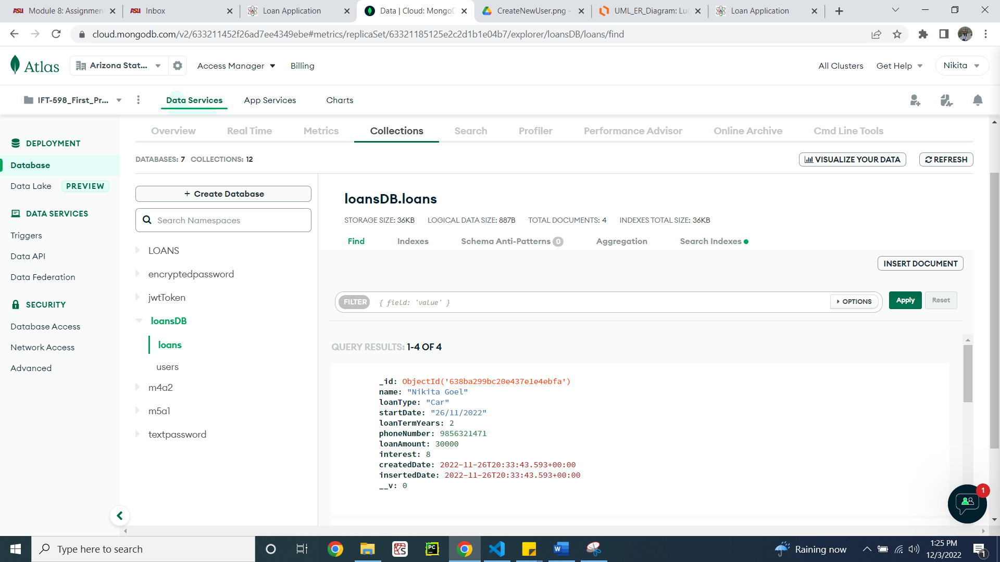 Module 8: Assignmen
Inbox
Loan Application
Data | Cloud: MongoD
CreateNewUser.png -
UML_ER_Diagram: Luc
Loan Application
cloud.mongodb.com/v2/633211452f26ad7ee4349ebe#metrics/replicaSet/63321185125e2c2d1b1e04b7/explorer/loansDB/loans/find
Atlas
Arizona Stat...
Access Manager
Billing
All Clusters
Get Help
Nikita
IFT-598_First_Pr...
Data Services
App Services
Charts
DEPLOYMENT
Database
Data Lake PREVIEW
DATA SERVICES
Triggers
Data API
Data Federation
SECURITY
Database Access
Network Access
Advanced
Overview
Real Time
Metrics
Collections
Search
Profiler
Performance Advisor
Online Archive
Cmd Line Tools
DATABASES: 7 COLLECTIONS: 12
VISUALIZE YOUR DATA
REFRESH
+ Create Database
Search Namespaces
LOANS
encryptedpassword
jwtToken
loansDB
loans
users
m4a2
m5a1
textpassword
loansDB.loans
STORAGE SIZE: 36KB LOGICAL DATA SIZE: 887B TOTAL DOCUMENTS: 4 INDEXES TOTAL SIZE: 36KB
Find
Indexes
Schema Anti-Patterns 0
Aggregation
Search Indexes
INSERT DOCUMENT
FILTER { field: 'value' }
OPTIONS
Apply
Reset
QUERY RESULTS: 1-4 OF 4
_id: ObjectId('638ba299bc20e437e1e4ebfa')
name: "Nikita Goel"
loanType: "Car"
startDate: "26/11/2022"
loanTermYears: 2
phoneNumber: 9856321471
loanAmount: 30000
interest: 8
createdDate: 2022-11-26T20:33:43.593+00:00
insertedDate: 2022-11-26T20:33:43.593+00:00
__v: 0
1
Type here to search
Raining now
1:25 PM
12/3/2022
1